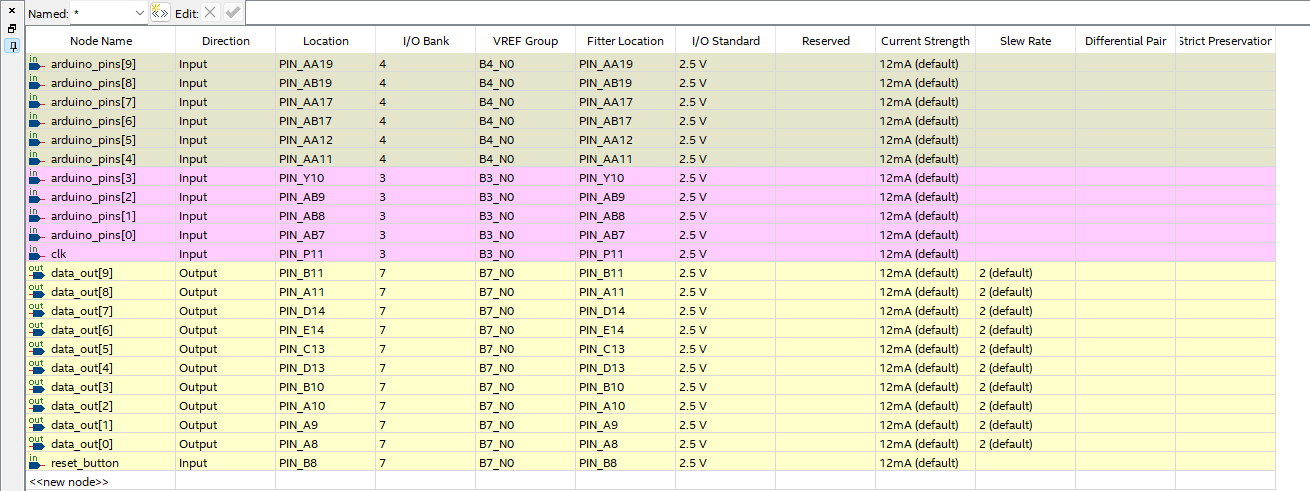 Named: * Edit:
Node Name Direction Location I/O Bank VREF Group Fitter Location I/O Standard Reserved Current Strength Slew Rate Differential Pair Strict Preservation
in arduino_pins[9] Input PIN_AA19 4 B4_N0 PIN_AA19 2.5 V 12mA (default)
in arduino_pins[8] Input PIN_AB19 4 B4_N0 PIN_AB19 2.5 V 12mA (default)
in arduino_pins[7] Input PIN_AA17 4 B4_N0 PIN_AA17 2.5 V 12mA (default)
in arduino_pins[6] Input PIN_AB17 4 B4_N0 PIN_AB17 2.5 V 12mA (default)
in arduino_pins[5] Input PIN_AA12 4 B4_N0 PIN_AA12 2.5 V 12mA (default)
in arduino_pins[4] Input PIN_AA11 4 B4_N0 PIN_AA11 2.5 V 12mA (default)
in arduino_pins[3] Input PIN_Y10 3 B3_N0 PIN_Y10 2.5 V 12mA (default)
in arduino_pins[2] Input PIN_AB9 3 B3_N0 PIN_AB9 2.5 V 12mA (default)
in arduino_pins[1] Input PIN_AB8 3 B3_N0 PIN_AB8 2.5 V 12mA (default)
in arduino_pins[0] Input PIN_AB7 3 B3_N0 PIN_AB7 2.5 V 12mA (default)
in clk Input PIN_P11 3 B3_N0 PIN_P11 2.5 V 12mA (default)
out data_out[9] Output PIN_B11 7 B7_N0 PIN_B11 2.5 V 12mA (default) 2 (default)
out data_out[8] Output PIN_A11 7 B7_N0 PIN_A11 2.5 V 12mA (default) 2 (default)
out data_out[7] Output PIN_D14 7 B7_N0 PIN_D14 2.5 V 12mA (default) 2 (default)
out data_out[6] Output PIN_E14 7 B7_N0 PIN_E14 2.5 V 12mA (default) 2 (default)
out data_out[5] Output PIN_C13 7 B7_N0 PIN_C13 2.5 V 12mA (default) 2 (default)
out data_out[4] Output PIN_D13 7 B7_N0 PIN_D13 2.5 V 12mA (default) 2 (default)
out data_out[3] Output PIN_B10 7 B7_N0 PIN_B10 2.5 V 12mA (default) 2 (default)
out data_out[2] Output PIN_A10 7 B7_N0 PIN_A10 2.5 V 12mA (default) 2 (default)
out data_out[1] Output PIN_A9 7 B7_N0 PIN_A9 2.5 V 12mA (default) 2 (default)
out data_out[0] Output PIN_A8 7 B7_N0 PIN_A8 2.5 V 12mA (default) 2 (default)
in reset_button Input PIN_B8 7 B7_N0 PIN_B8 2.5 V 12mA (default)
<<new node>>